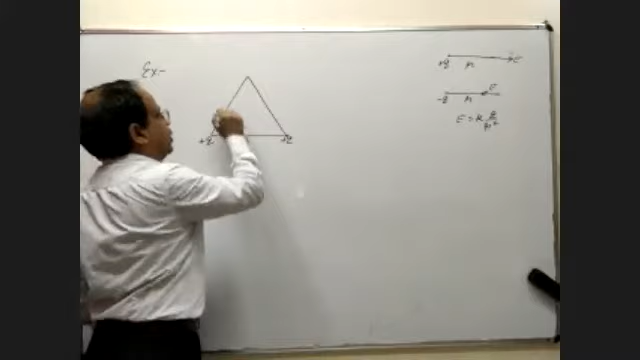 Ex:-
+q r E
-q r E
E = K q/r²
+q +q